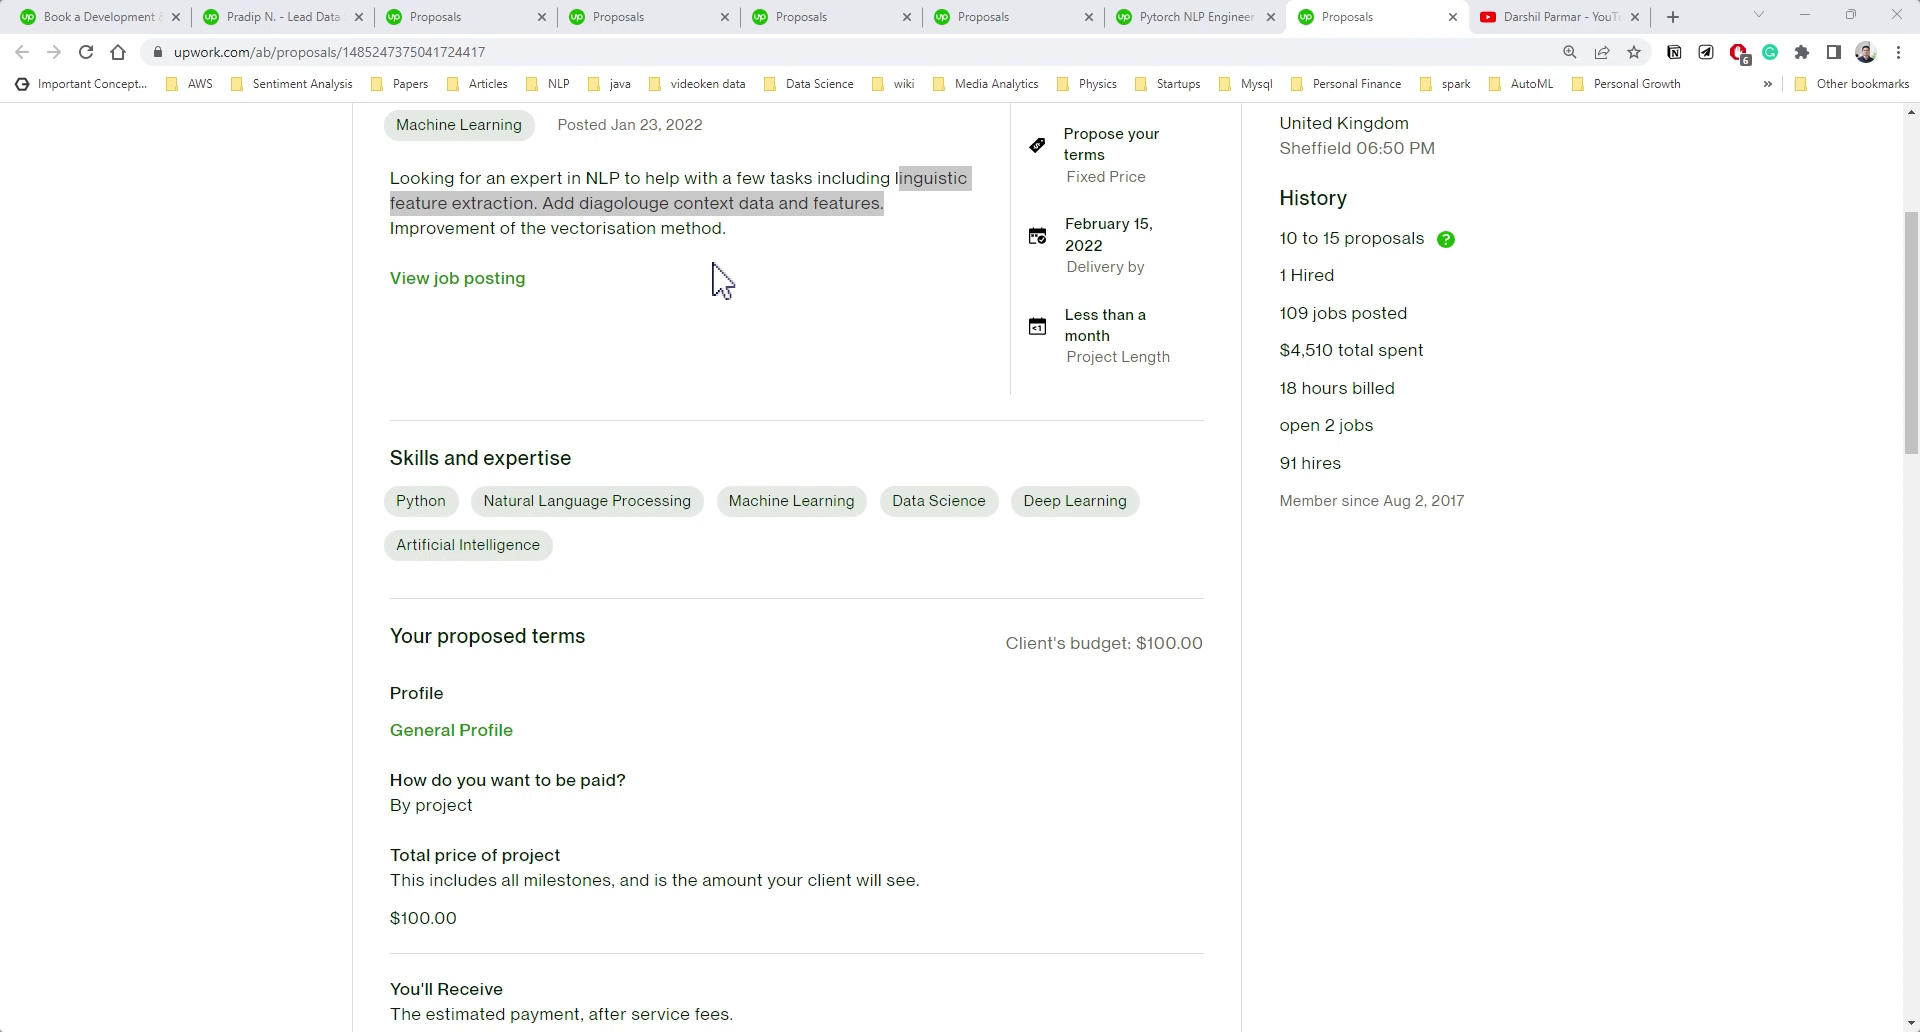 Book a Development &
Pradip N. - Lead Data
Proposals
Proposals
Proposals
Proposals
Pytorch NLP Engineer
Proposals
Darshil Parmar - YouTu
upwork.com/ab/proposals/1485247375041724417
6
Important Concept...
AWS
Sentiment Analysis
Papers
Articles
NLP
java
videoken data
Data Science
wiki
Media Analytics
Physics
Startups
Mysql
Personal Finance
spark
AutoML
Personal Growth
»
Other bookmarks
Machine Learning
Posted Jan 23, 2022
Looking for an expert in NLP to help with a few tasks including linguistic
feature extraction. Add diagolouge context data and features.
Improvement of the vectorisation method.
View job posting
Propose your
terms
Fixed Price
February 15,
2022
Delivery by
Less than a
month
Project Length
United Kingdom
Sheffield 06:50 PM
History
10 to 15 proposals ?
1 Hired
109 jobs posted
$4,510 total spent
18 hours billed
open 2 jobs
91 hires
Member since Aug 2, 2017
Skills and expertise
Python
Natural Language Processing
Machine Learning
Data Science
Deep Learning
Artificial Intelligence
Your proposed terms
Client's budget: $100.00
Profile
General Profile
How do you want to be paid?
By project
Total price of project
This includes all milestones, and is the amount your client will see.
$100.00
You'll Receive
The estimated payment, after service fees.